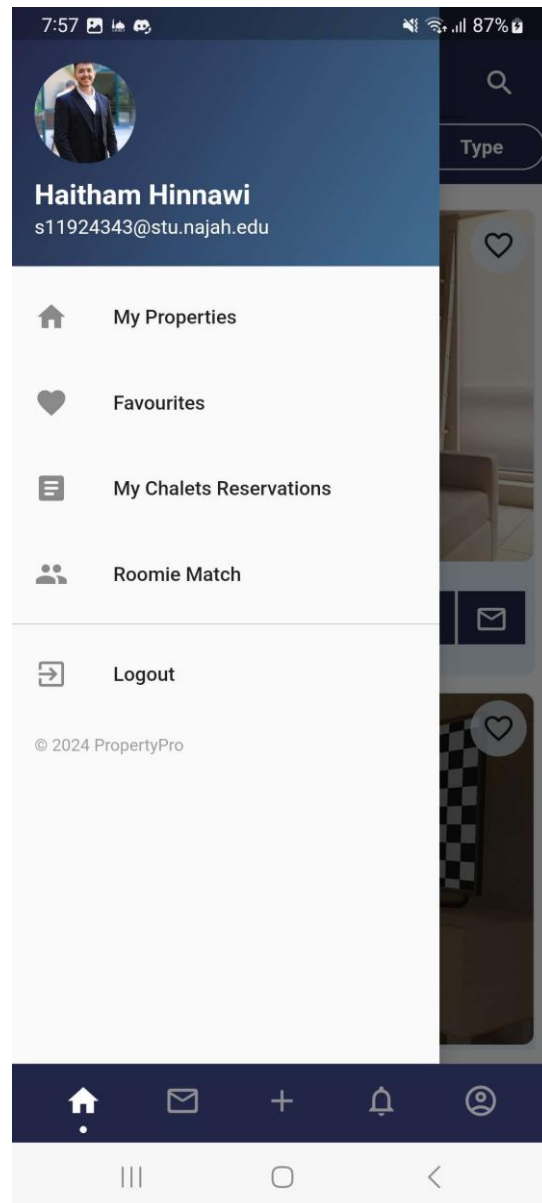 7:57
87%
Type
Haitham Hinnawi
s11924343@stu.najah.edu
My Properties
Favourites
My Chalets Reservations
Roomie Match
Logout
© 2024 PropertyPro